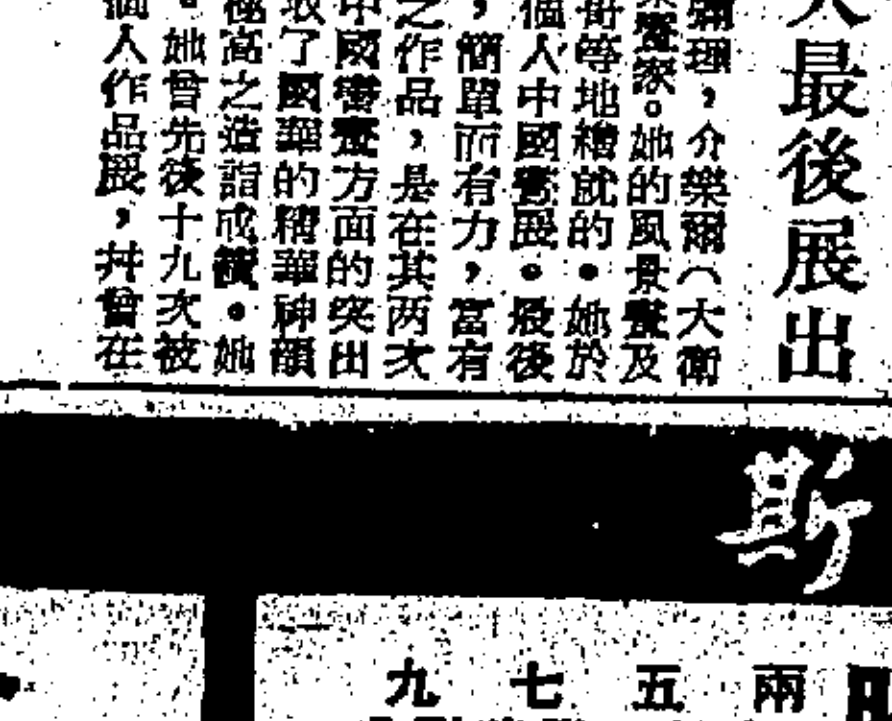 最後展出
理,介樂爾︵大衛
畫家。她的風景畫及
哥等地繪就的。她於
個人中國畫展。最後
,簡單而有力,富有
之作品,是在其两次
中國書畫方面的突出
取了國華的精華神韻
極高之造詣成績。她
。她曾先後十九次被
個人作品展,并曾在
斯
兩
五
七
九